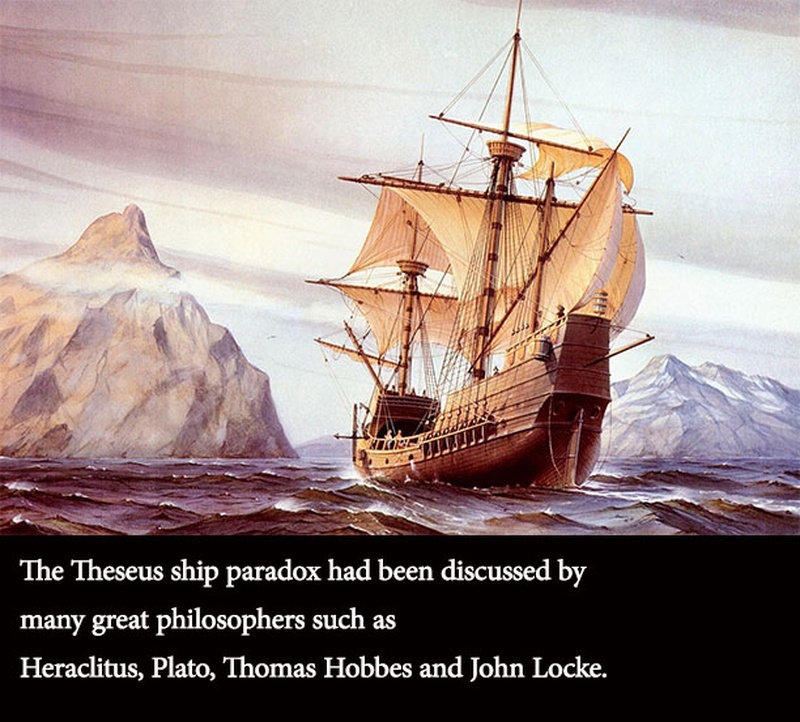 The Theseus ship paradox had been discussed by
many great philosophers such as
Heraclitus, Plato, Thomas Hobbes and John Locke.